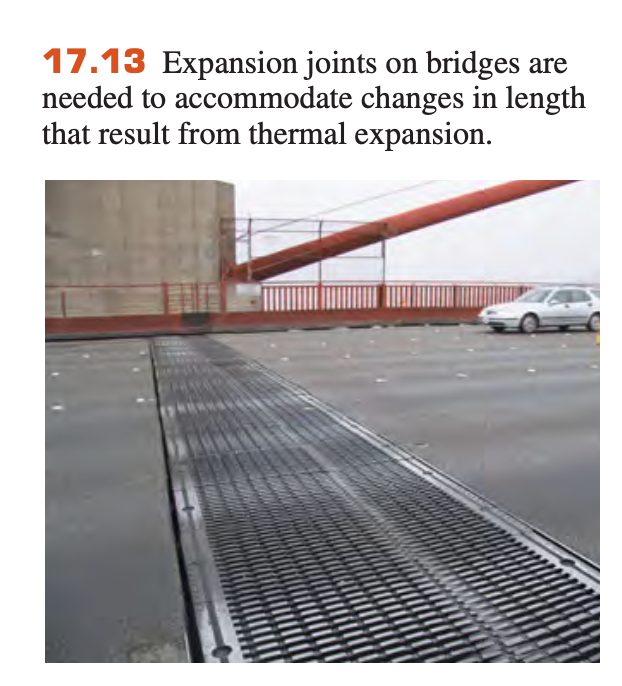 17.13 Expansion joints on bridges are
needed to accommodate changes in length
that result from thermal expansion.